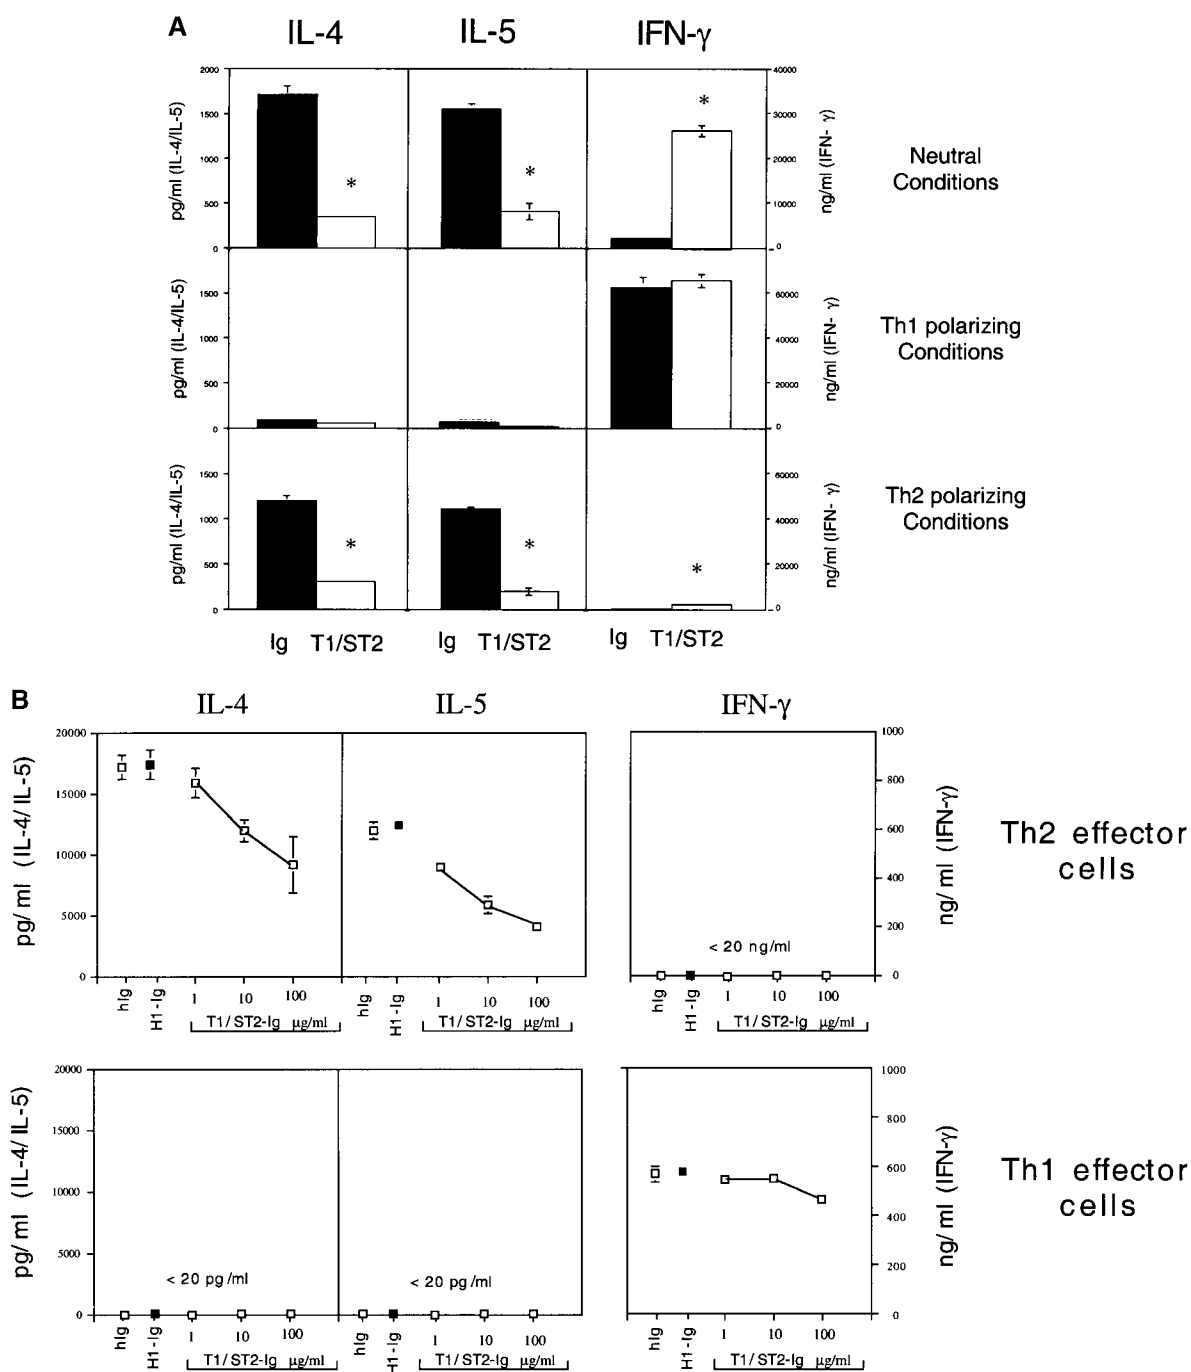 A
IL-4 IL-5 IFN-γ
2000 40000
1500 30000
1000 20000
500 10000
0 0
pg/ml (IL-4/IL-5)
ng/ml (IFN- γ)
* * *
Neutral
Conditions
1500 60000
1000 40000
500 20000
0 0
pg/ml (IL-4/IL-5)
ng/ml (IFN- γ)
Th1 polarizing
Conditions
1500 60000
1000 40000
500 20000
0 0
pg/ml (IL-4/IL-5)
ng/ml (IFN- γ)
* * *
Th2 polarizing
Conditions
Ig T1/ST2 Ig T1/ST2 Ig T1/ST2
B
IL-4 IL-5 IFN-γ
20000 1000
15000 800
10000 600
5000 400
0 200
0
pg/ ml (IL-4/ IL-5)
ng/ ml (IFN-γ)
< 20 ng/ml
Th2 effector
cells
hIg H1-Ig 1 10 100 hIg H1-Ig 1 10 100 hIg H1-Ig 1 10 100
T1/ ST2-Ig μg/ml T1/ ST2-Ig μg/ml T1/ ST2-Ig μg/ml
20000 1000
15000 800
10000 600
5000 400
0 200
0
pg/ ml (IL-4/ IL-5)
ng/ ml (IFN-γ)
< 20 pg/ml < 20 pg/ml
Th1 effector
cells
hIg H1-Ig 1 10 100 hIg H1-Ig 1 10 100 hIg H1-Ig 1 10 100
T1/ ST2-Ig μg/ml T1/ ST2-Ig μg/ml T1/ ST2-Ig μg/ml